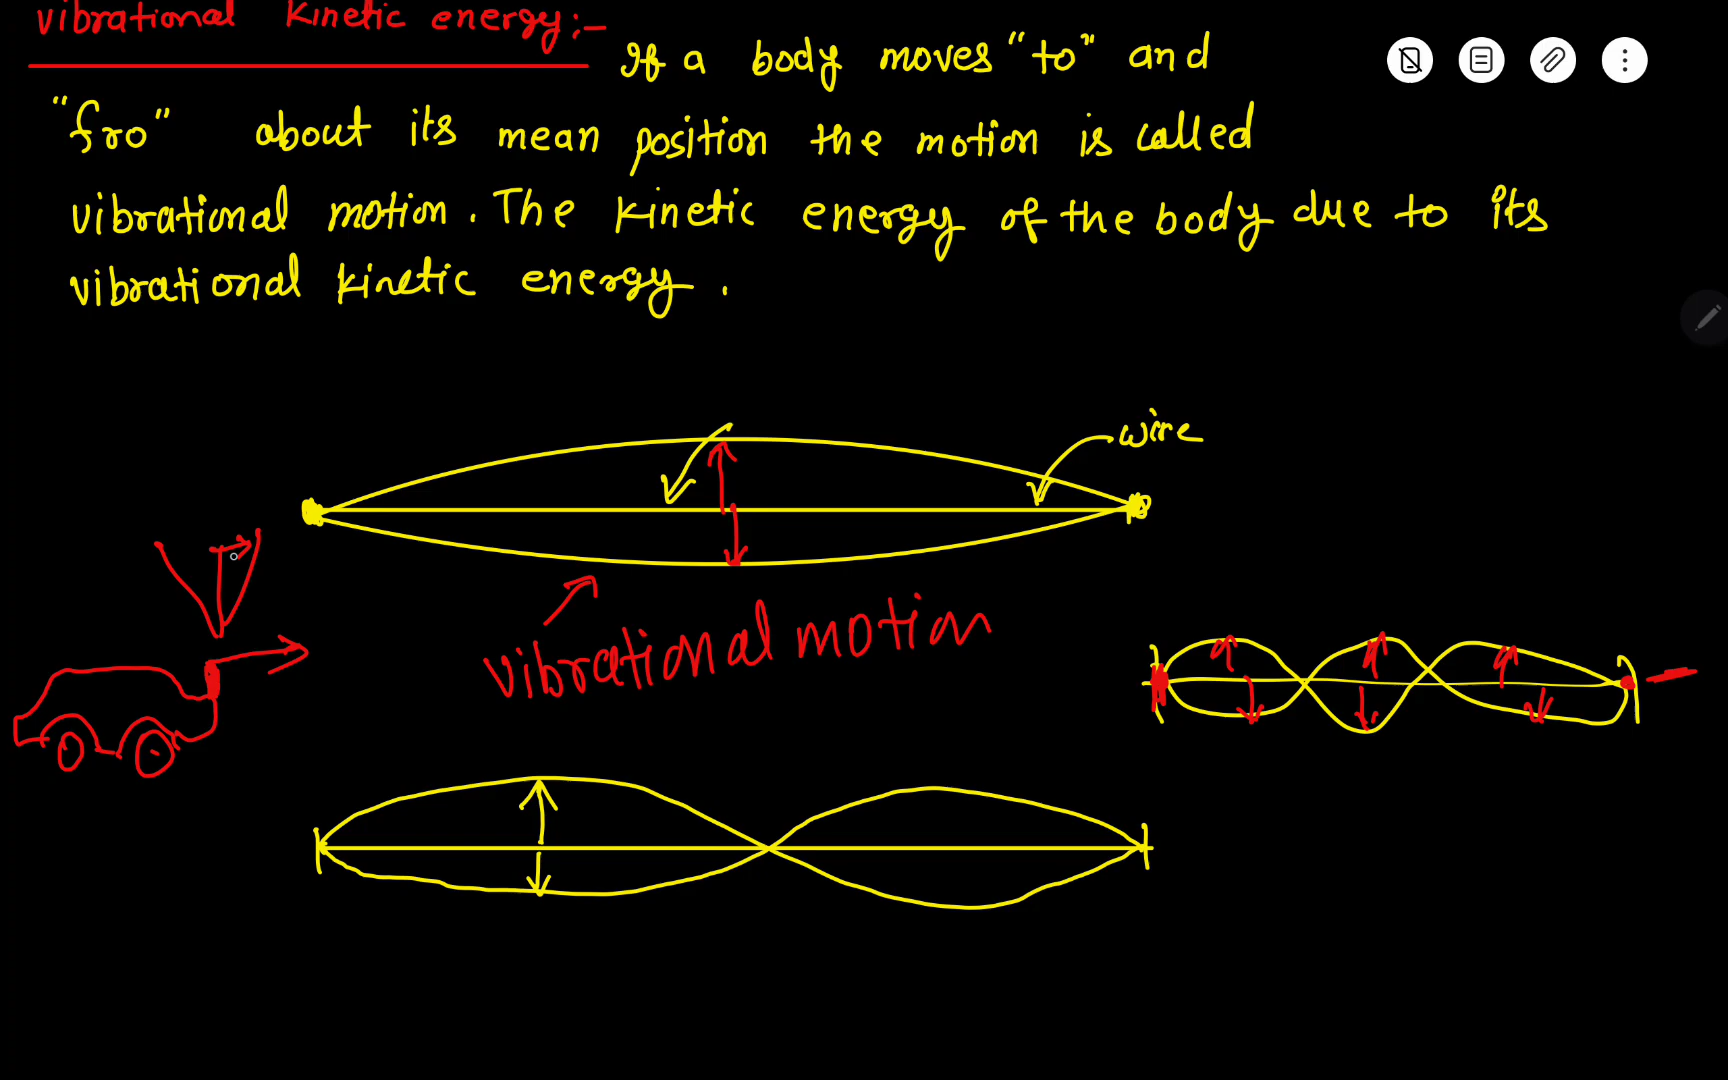 vibrational kinetic energy:-
If a body moves "to" and
"fro" about its mean position the motion is called
vibrational motion. The kinetic energy of the body due to its
vibrational kinetic energy.
wire
vibrational motion